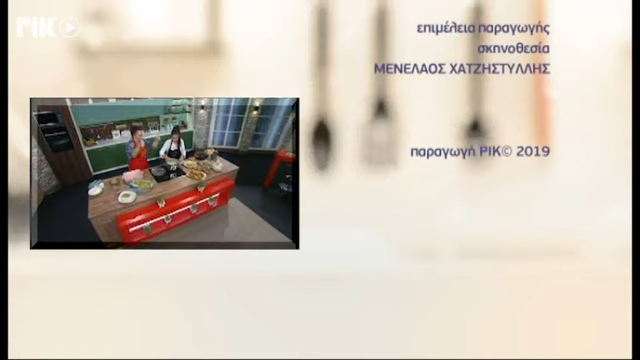 ΡΙΚ
επιμέλεια παραγωγής
σκηνοθεσία
ΜΕΝΕΛΑΟΣ ΧΑΤΖΗΣΤΥΛΛΗΣ
παραγωγή ΡΙΚ© 2019